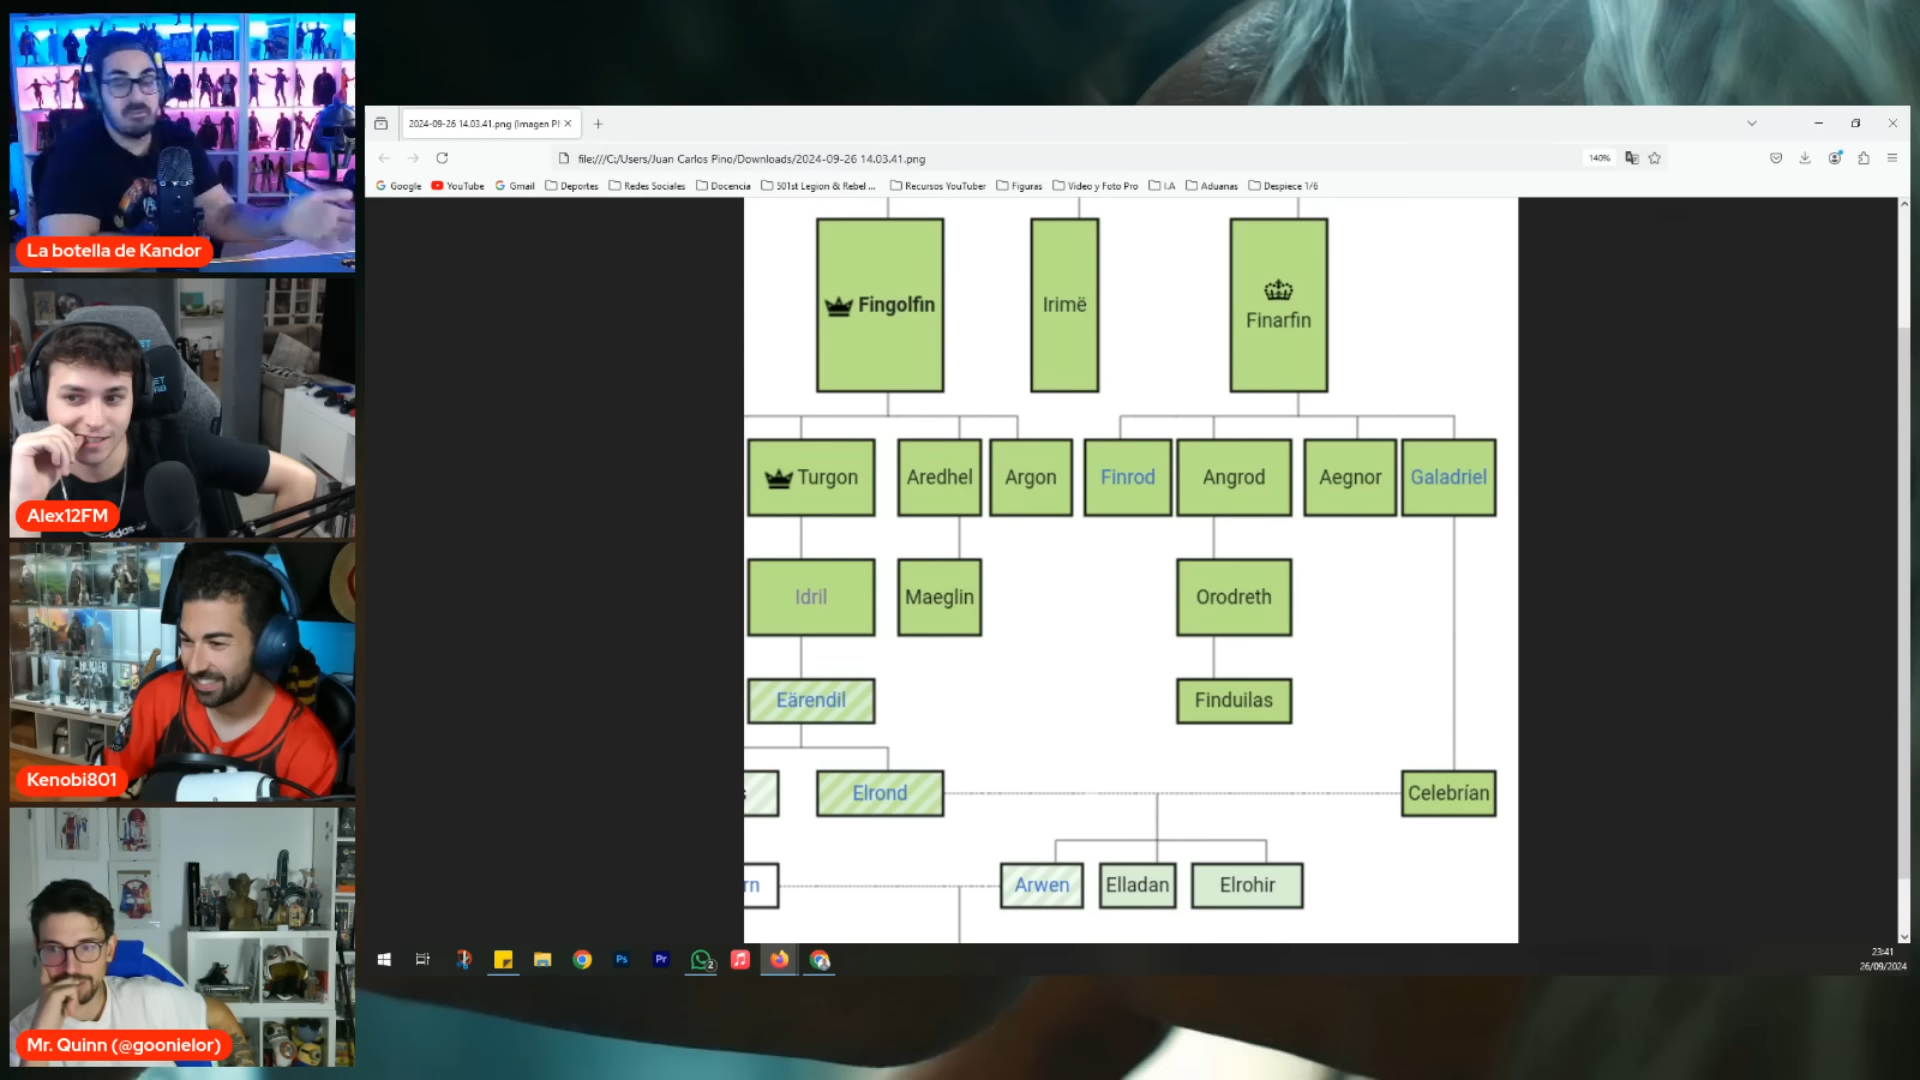 La botella de Kandor
Alex12FM
Kenobi801
Mr. Quinn (@goonielor)
2024-09-26 14.03.41.png (Imagen P
file:///C:/Users/Juan Carlos Pino/Downloads/2024-09-26 14.03.41.png
140%
Google YouTube Gmail Deportes Redes Sociales Docencia 501st Legion & Rebel ... Recursos YouTuber Figuras Video y Foto Pro I.A Aduanas Despiece 1/6
Fingolfin
Irimë
Finarfin
Turgon Aredhel Argon Finrod Angrod Aegnor Galadriel
Idril Maeglin Orodreth
Eärendil Finduilas
Elrond Celebrían
rn Arwen Elladan Elrohir
Ps Pr 2
23:41
26/09/2024